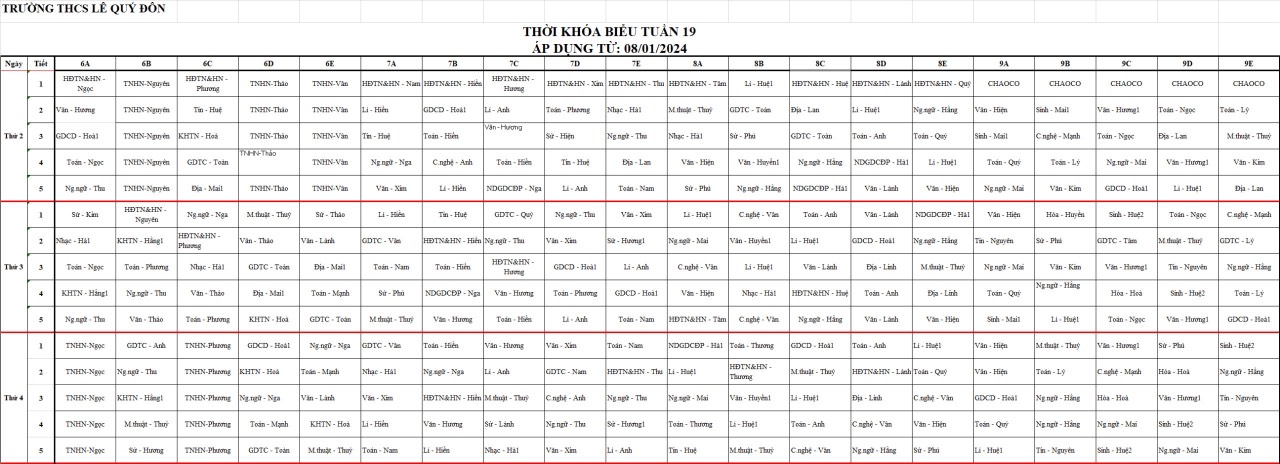 TRƯỜNG THCS LÊ QUÝ ĐÔN
THỜI KHÓA BIỂU TUẦN 19
ÁP DỤNG TỪ: 08/01/2024
Ngày Tiết 6A 6B 6C 6D 6E 7A 7B 7C 7D 7E 8A 8B 8C 8D 8E 9A 9B 9C 9D 9E
Thứ 2
1 HĐTN&HN - Ngọc TNHN-Nguyên HĐTN&HN - Phương TNHN-Thảo TNHN-Vân HĐTN&HN - Nam HĐTN&HN - Hiền HĐTN&HN - Hương HĐTN&HN - Xim HĐTN&HN - Thu HĐTN&HN - Tâm Lí - Huệ1 HĐTN&HN - Huệ HĐTN&HN - Lành HĐTN&HN - Quý CHAOCO CHAOCO CHAOCO CHAOCO CHAOCO
2 Văn - Hương TNHN-Nguyên Tin - Huệ TNHN-Thảo TNHN-Vân Lí - Hiền GDCD - Hoà1 Lí - Anh Toán - Phương Nhạc - Hà1 M.thuật - Thuỷ GDTC - Toàn Địa - Lan Lí - Huệ1 Ng.ngữ - Hằng Văn - Hiện Sinh - Mai1 Văn - Hương1 Toán - Ngọc Toán - Lý
3 GDCD - Hoà1 TNHN-Nguyên KHTN - Hoà TNHN-Thảo TNHN-Vân Tin - Huệ Toán - Hiền Văn - Hương Sử - Hiện Ng.ngữ - Thu Nhạc - Hà1 Sử - Phú GDTC - Toàn Toán - Anh Toán - Quý Sinh - Mai1 C.nghệ - Mạnh Toán - Ngọc Địa - Lan M.thuật - Thuỷ
4 Toán - Ngọc TNHN-Nguyên GDTC - Toàn TNHN-Thảo TNHN-Vân Ng.ngữ - Nga C.nghệ - Anh Toán - Hiền Tin - Huệ Địa - Lan Văn - Hiện Văn - Huyền1 Ng.ngữ - Hằng NDGDCĐP - Hà1 Lí - Huệ1 Toán - Quý Toán - Lý Ng.ngữ - Mai Văn - Hương1 Văn - Kim
5 Ng.ngữ - Thu TNHN-Nguyên Địa - Mai1 TNHN-Thảo TNHN-Vân Văn - Xim Lí - Hiền NDGDCĐP - Nga Lí - Anh Toán - Nam Sử - Phú Ng.ngữ - Hằng NDGDCĐP - Hà1 Văn - Lành Văn - Hiện Ng.ngữ - Mai Văn - Kim GDCD - Hoà1 Lí - Huệ1 Địa - Lan
Thứ 3
1 Sử - Kim HĐTN&HN - Nguyên Ng.ngữ - Nga M.thuật - Thuỷ Sử - Thảo Lí - Hiền Tin - Huệ GDTC - Quý Ng.ngữ - Thu Văn - Xim Lí - Huệ1 C.nghệ - Vân Toán - Anh Văn - Lành NDGDCĐP - Hà1 Văn - Hiện Hóa - Huyền Sinh - Huệ2 Toán - Ngọc C.nghệ - Mạnh
2 Nhạc - Hà1 KHTN - Hằng1 HĐTN&HN - Phương Văn - Thảo Văn - Lành GDTC - Vân HĐTN&HN - Hiền Ng.ngữ - Thu Văn - Xim Sử - Hương1 Ng.ngữ - Mai Văn - Huyền1 Lí - Huệ1 GDCD - Hoà1 Ng.ngữ - Hằng Tin - Nguyên Sử - Phú GDTC - Tâm M.thuật - Thuỷ GDTC - Lý
3 Toán - Ngọc Toán - Phương Nhạc - Hà1 GDTC - Toàn Địa - Mai1 Toán - Nam Toán - Hiền HĐTN&HN - Hương GDCD - Hoà1 Lí - Anh C.nghệ - Vân Lí - Huệ1 Văn - Lành Địa - Linh M.thuật - Thuỷ Ng.ngữ - Mai Văn - Kim Văn - Hương1 Tin - Nguyên Ng.ngữ - Hằng
4 KHTN - Hằng1 Ng.ngữ - Thu Văn - Thảo Địa - Mai1 Toán - Mạnh Sử - Phú NDGDCĐP - Nga Văn - Hương Toán - Phương GDCD - Hoà1 Văn - Hiện Nhạc - Hà1 HĐTN&HN - Huệ Toán - Anh Địa - Linh Toán - Quý Ng.ngữ - Hằng Hóa - Hoà Sinh - Huệ2 Toán - Lý
5 Ng.ngữ - Thu Văn - Thảo Toán - Phương KHTN - Hoà GDTC - Toàn M.thuật - Thuỷ Văn - Hương Toán - Hiền Lí - Anh Toán - Nam HĐTN&HN - Tâm C.nghệ - Vân Ng.ngữ - Hằng Văn - Lành Văn - Hiện Sinh - Mai1 Lí - Huệ1 Toán - Ngọc Văn - Hương1 GDCD - Hoà1
Thứ 4
1 TNHN-Ngọc GDTC - Anh TNHN-Phương GDCD - Hoà1 Ng.ngữ - Nga GDTC - Vân Toán - Hiền Văn - Hương Văn - Xim Toán - Nam NDGDCĐP - Hà1 Toán - Thương GDCD - Hoà1 Toán - Anh Lí - Huệ1 Văn - Hiện M.thuật - Thuỷ Văn - Hương1 Sử - Phú Sinh - Huệ2
2 TNHN-Ngọc Ng.ngữ - Thu TNHN-Phương KHTN - Hoà Toán - Mạnh Nhạc - Hà1 Ng.ngữ - Nga Lí - Anh GDTC - Nam HĐTN&HN - Thu Lí - Huệ1 HĐTN&HN - Thương M.thuật - Thuỷ HĐTN&HN - Lành Toán - Quý Văn - Hiện Toán - Lý C.nghệ - Mạnh Hóa - Hoà Ng.ngữ - Hằng
3 TNHN-Ngọc KHTN - Hằng1 TNHN-Phương Ng.ngữ - Nga Văn - Lành Văn - Xim HĐTN&HN - Hiền M.thuật - Thuỷ C.nghệ - Anh Ng.ngữ - Thu Ng.ngữ - Mai Văn - Huyền1 Lí - Huệ1 Địa - Linh C.nghệ - Vân GDCD - Hoà1 Ng.ngữ - Hằng Hóa - Hoà Văn - Hương1 Tin - Nguyên
4 TNHN-Ngọc M.thuật - Thuỷ TNHN-Phương Toán - Mạnh KHTN - Hoà Lí - Hiền Văn - Hương Sử - Lành Ng.ngữ - Thu Văn - Xim Toán - Thương Lí - Huệ1 Toán - Anh C.nghệ - Vân Văn - Hiện Toán - Quý Ng.ngữ - Hằng Ng.ngữ - Mai Sinh - Huệ2 Sử - Phú
5 TNHN-Ngọc Sử - Hương TNHN-Phương GDTC - Toàn M.thuật - Thuỷ Toán - Nam Lí - Hiền Nhạc - Hà1 Văn - Xim Lí - Anh Tin - Huệ M.thuật - Thuỷ C.nghệ - Vân Ng.ngữ - Hằng Sử - Phú Lí - Huệ1 Tin - Nguyên Sinh - Huệ2 Ng.ngữ - Mai Văn - Kim